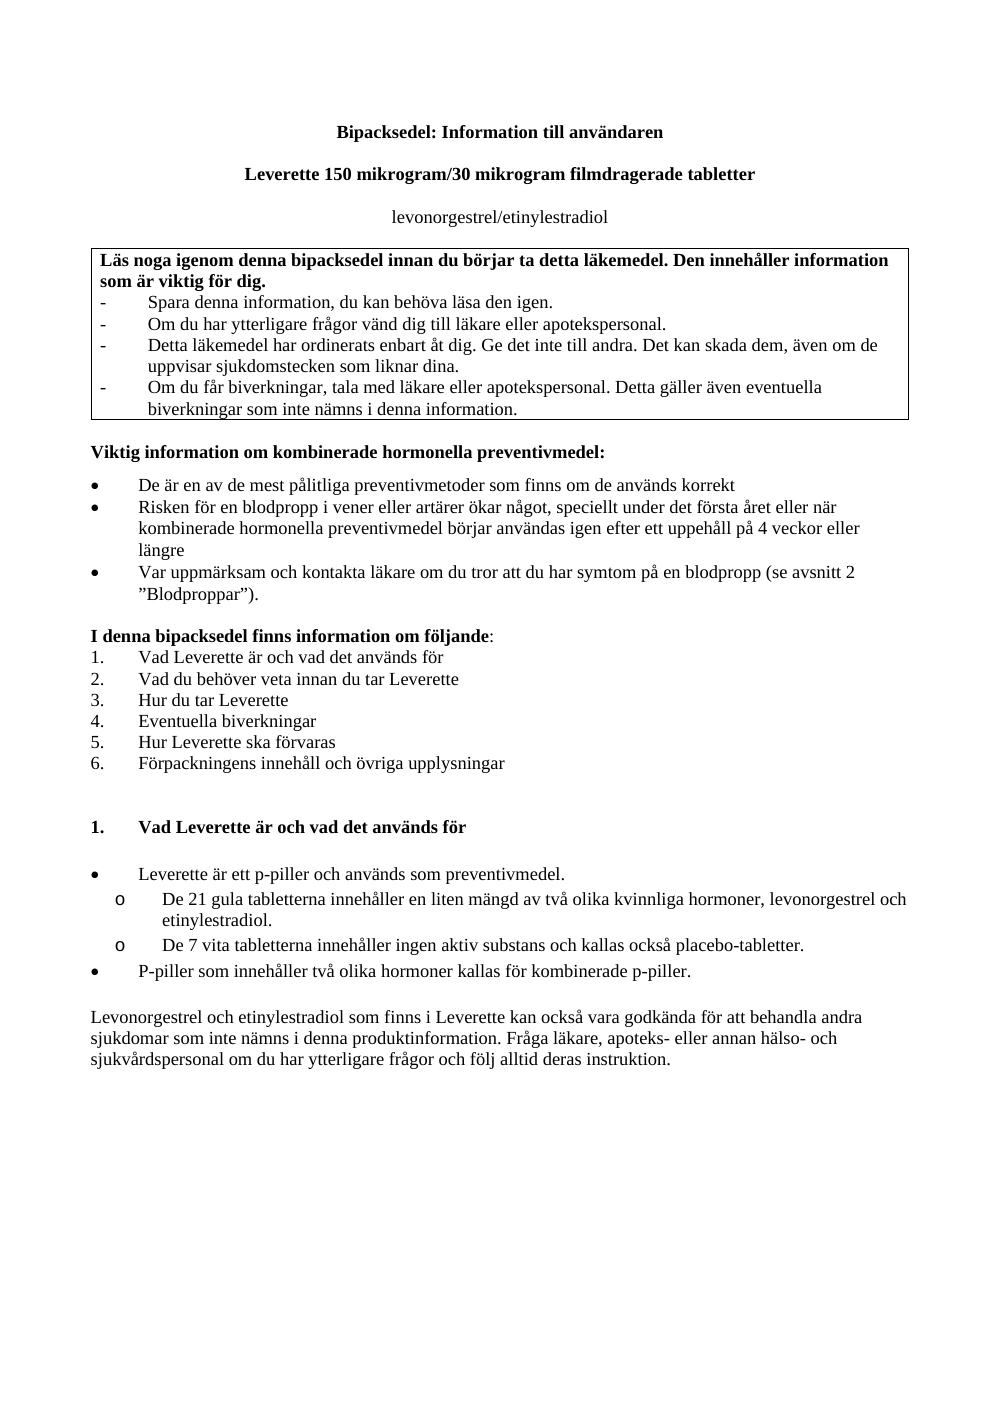 Bipacksedel: Information till användaren
Leverette 150 mikrogram/30 mikrogram filmdragerade tabletter
levonorgestrel/etinylestradiol
Läs noga igenom denna bipacksedel innan du börjar ta detta läkemedel. Den innehåller information
som är viktig för dig.
- Spara denna information, du kan behöva läsa den igen.
- Om du har ytterligare frågor vänd dig till läkare eller apotekspersonal.
- Detta läkemedel har ordinerats enbart åt dig. Ge det inte till andra. Det kan skada dem, även om de
uppvisar sjukdomstecken som liknar dina.
- Om du får biverkningar, tala med läkare eller apotekspersonal. Detta gäller även eventuella
biverkningar som inte nämns i denna information.
Viktig information om kombinerade hormonella preventivmedel:
• De är en av de mest pålitliga preventivmetoder som finns om de används korrekt
• Risken för en blodpropp i vener eller artärer ökar något, speciellt under det första året eller när
kombinerade hormonella preventivmedel börjar användas igen efter ett uppehåll på 4 veckor eller
längre
• Var uppmärksam och kontakta läkare om du tror att du har symtom på en blodpropp (se avsnitt 2
”Blodproppar”).
I denna bipacksedel finns information om följande:
1. Vad Leverette är och vad det används för
2. Vad du behöver veta innan du tar Leverette
3. Hur du tar Leverette
4. Eventuella biverkningar
5. Hur Leverette ska förvaras
6. Förpackningens innehåll och övriga upplysningar
1. Vad Leverette är och vad det används för
• Leverette är ett p-piller och används som preventivmedel.
o De 21 gula tabletterna innehåller en liten mängd av två olika kvinnliga hormoner, levonorgestrel och
etinylestradiol.
o De 7 vita tabletterna innehåller ingen aktiv substans och kallas också placebo-tabletter.
• P-piller som innehåller två olika hormoner kallas för kombinerade p-piller.
Levonorgestrel och etinylestradiol som finns i Leverette kan också vara godkända för att behandla andra
sjukdomar som inte nämns i denna produktinformation. Fråga läkare, apoteks- eller annan hälso- och
sjukvårdspersonal om du har ytterligare frågor och följ alltid deras instruktion.